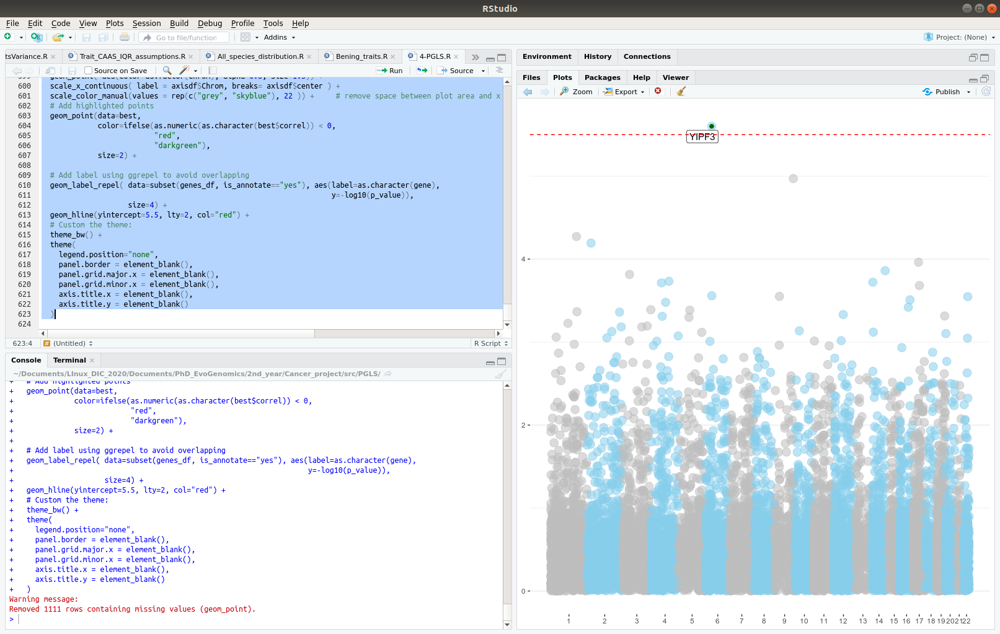 RStudio
File Edit Code View Plots Session Build Debug Profile Tools Help
Go to file/function
Addins
Project: (None)
tsVariance.R
Trait_CAAS_IQR_assumptions.R
All_species_distribution.R
Bening_traits.R
4-PGLS.R
Source on Save
Run
Source
600 scale_x_continuous( label = axisdf$Chrom, breaks= axisdf$center ) +
601 scale_color_manual(values = rep(c("grey", "skyblue"), 22 )) +     # remove space between plot area and x
602 # Add highlighted points
603 geom_point(data=best,
604            color=ifelse(as.numeric(as.character(best$correl)) < 0,
605                         "red",
606                         "darkgreen"),
607            size=2) +
608
609 # Add label using ggrepel to avoid overlapping
610 geom_label_repel( data=subset(genes_df, is_annotate=="yes"), aes(label=as.character(gene),
611                                                                  y=-log10(p_value)),
612                   size=4) +
613 geom_hline(yintercept=5.5, lty=2, col="red") +
614 # Custom the theme:
615 theme_bw() +
616 theme(
617   legend.position="none",
618   panel.border = element_blank(),
619   panel.grid.major.x = element_blank(),
620   panel.grid.minor.x = element_blank(),
621   axis.title.x = element_blank(),
622   axis.title.y = element_blank()
623 )
624
623:4 (Untitled) R Script
Console Terminal
~/Documents/LInux_DIC_2020/Documents/PhD_EvoGenomics/2nd_year/Cancer_project/src/PGLS/
+   # Add highlighted points
+   geom_point(data=best,
+              color=ifelse(as.numeric(as.character(best$correl)) < 0,
+                           "red",
+                           "darkgreen"),
+              size=2) +
+
+   # Add label using ggrepel to avoid overlapping
+   geom_label_repel( data=subset(genes_df, is_annotate=="yes"), aes(label=as.character(gene),
+                                                                    y=-log10(p_value)),
+                     size=4) +
+   geom_hline(yintercept=5.5, lty=2, col="red") +
+   # Custom the theme:
+   theme_bw() +
+   theme(
+     legend.position="none",
+     panel.border = element_blank(),
+     panel.grid.major.x = element_blank(),
+     panel.grid.minor.x = element_blank(),
+     axis.title.x = element_blank(),
+     axis.title.y = element_blank()
+   )
Warning message:
Removed 1111 rows containing missing values (geom_point).
>
Environment History Connections
Files Plots Packages Help Viewer
Zoom Export Publish
YIPF3
4
2
0
1 2 3 4 5 6 7 8 9 10 11 12 13 14 15 16 17 18 19 20 21 22